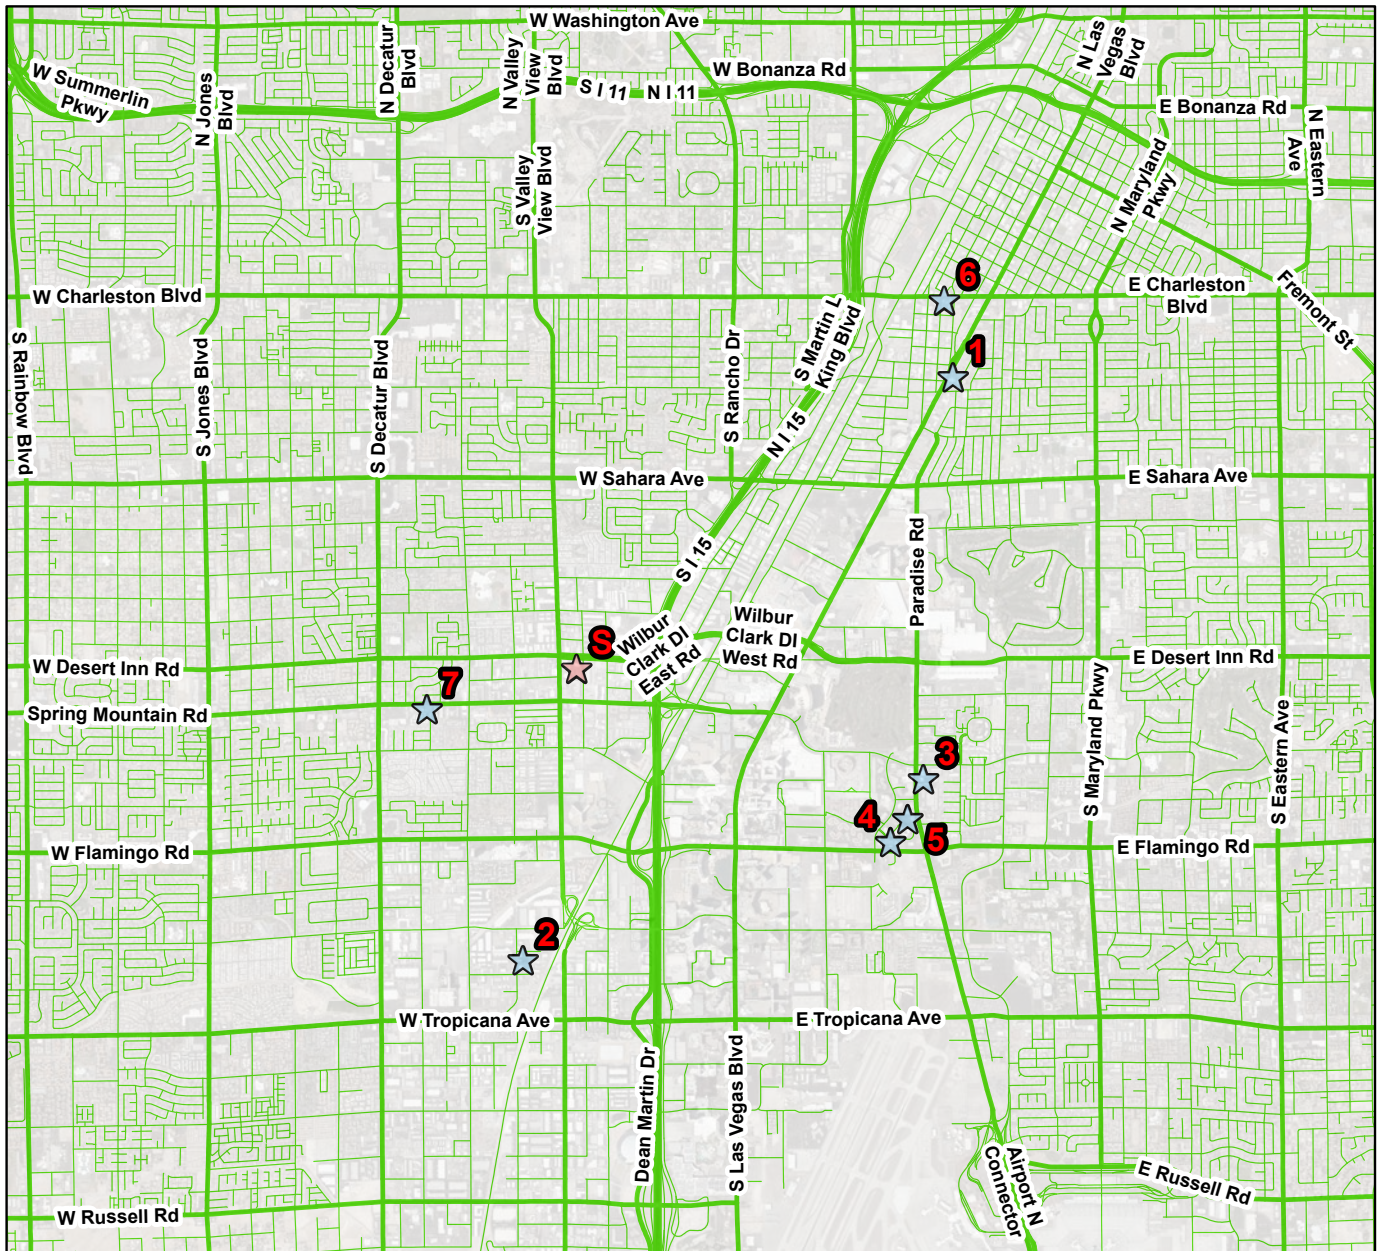 W Washington Ave
N Las
Vegas
Blvd
N Decatur
Blvd
N Valley
View
Blvd
W Summerlin
Pkwy
N Jones
Blvd
S I 11
N I 11
W Bonanza Rd
E Bonanza Rd
N Eastern
Ave
N Maryland
Pkwy
S Valley
View Blvd
6
W Charleston Blvd
E Charleston
Blvd
Fremont St
S Martin L
King Blvd
1
S Rainbow Blvd
S Jones Blvd
S Decatur Blvd
S Rancho Dr
N I 15
W Sahara Ave
E Sahara Ave
S I 15
Paradise Rd
S
Wilbur
Clark DI
East Rd
Wilbur
Clark DI
West Rd
W Desert Inn Rd
E Desert Inn Rd
7
Spring Mountain Rd
S Maryland Pkwy
S Eastern Ave
3
4
5
W Flamingo Rd
E Flamingo Rd
2
W Tropicana Ave
E Tropicana Ave
Dean Martin Dr
S Las Vegas Blvd
Airport N
Connector
E Russell Rd
W Russell Rd